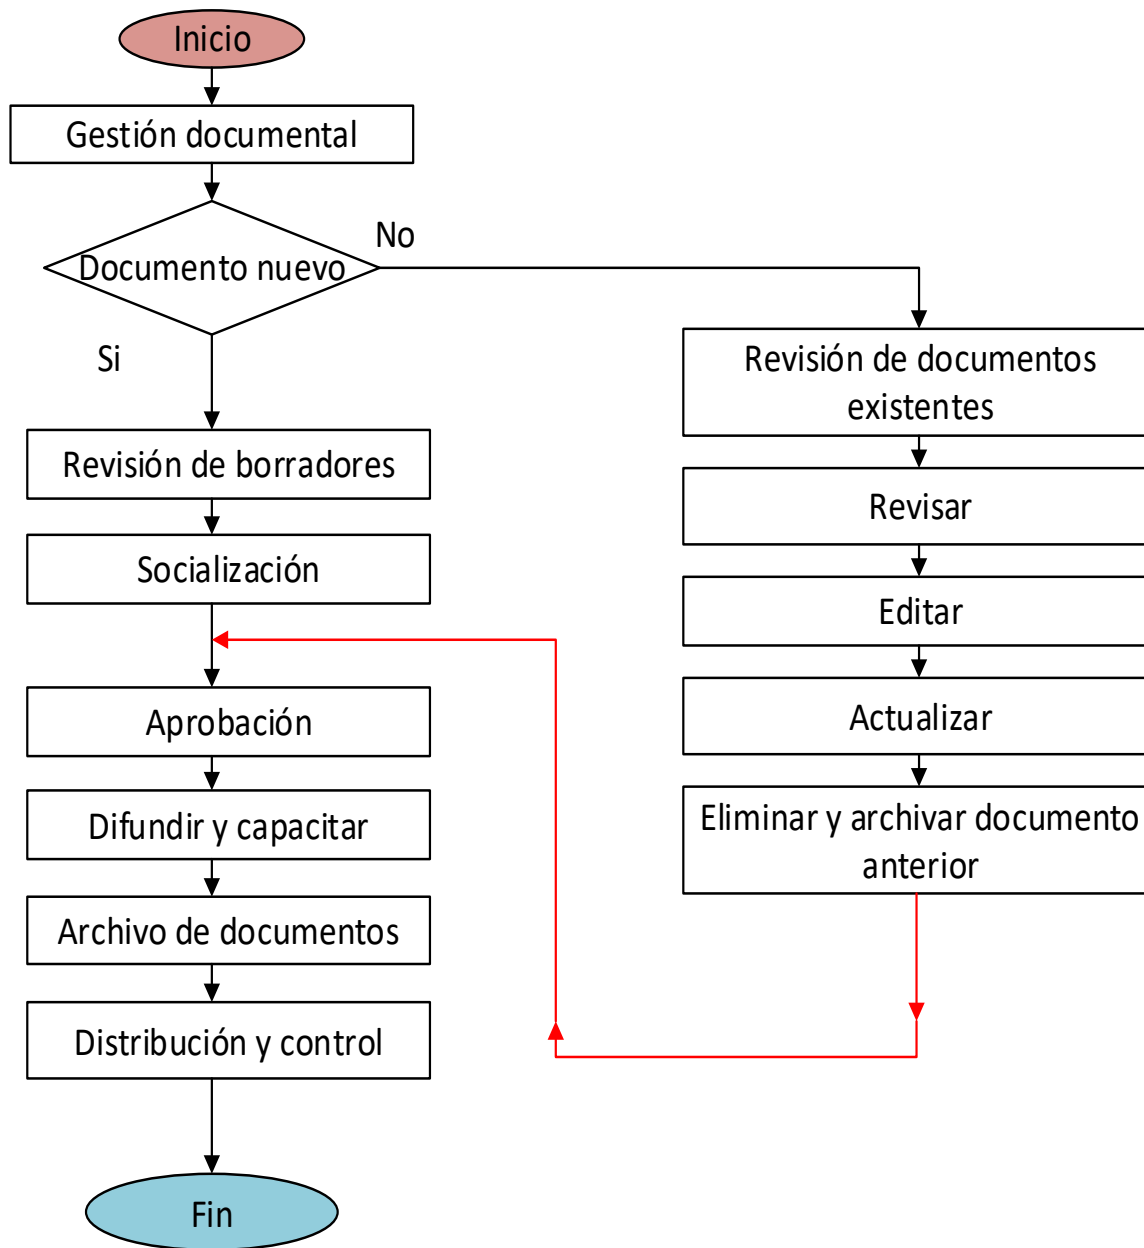 Inicio
Gestión documental
Documento nuevo
No
Si
Revisión de borradores
Socialización
Aprobación
Difundir y capacitar
Archivo de documentos
Distribución y control
Fin
Revisión de documentos
existentes
Revisar
Editar
Actualizar
Eliminar y archivar documento
anterior